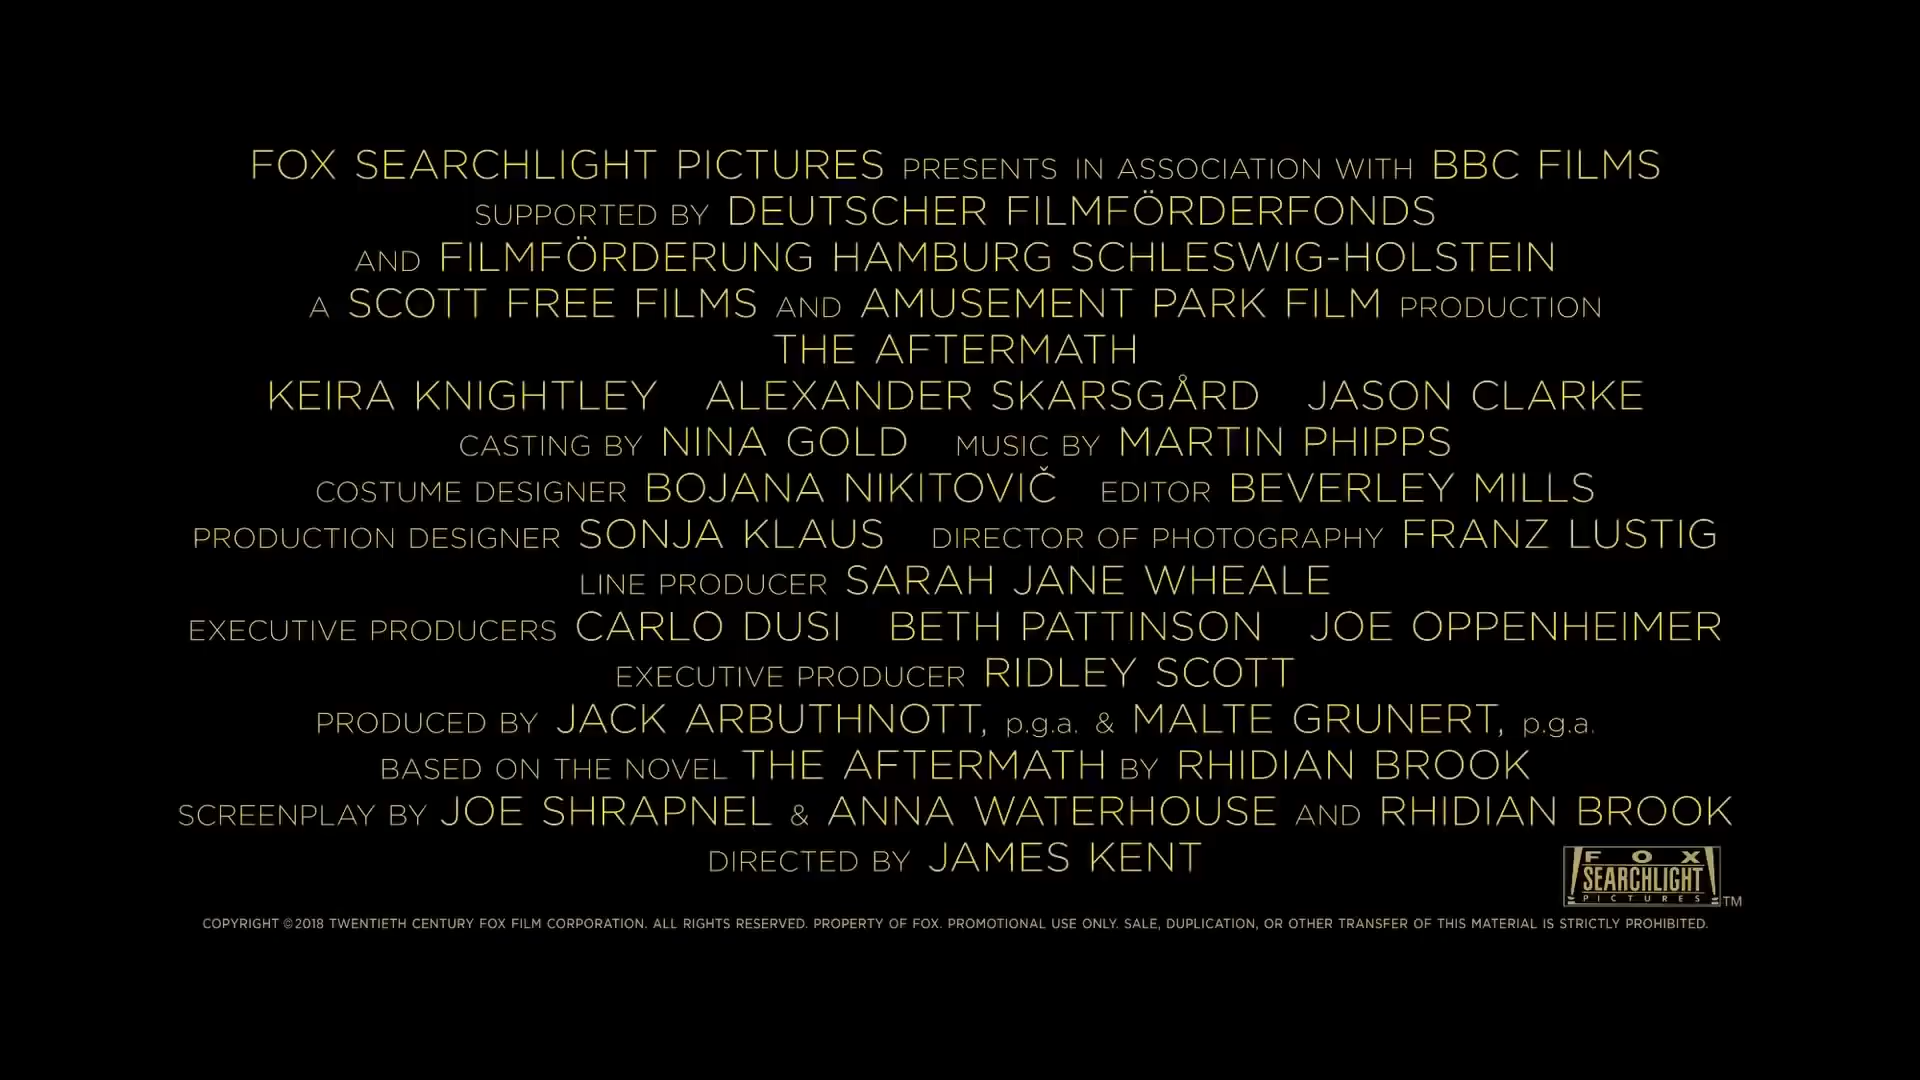 FOX SEARCHLIGHT PICTURES PRESENTS IN ASSOCIATION WITH BBC FILMS
SUPPORTED BY DEUTSCHER FILMFÖRDERFONDS
AND FILMFÖRDERUNG HAMBURG SCHLESWIG-HOLSTEIN
A SCOTT FREE FILMS AND AMUSEMENT PARK FILM PRODUCTION
THE AFTERMATH
KEIRA KNIGHTLEY ALEXANDER SKARSGÅRD JASON CLARKE
CASTING BY NINA GOLD MUSIC BY MARTIN PHIPPS
COSTUME DESIGNER BOJANA NIKITOVIČ EDITOR BEVERLEY MILLS
PRODUCTION DESIGNER SONJA KLAUS DIRECTOR OF PHOTOGRAPHY FRANZ LUSTIG
LINE PRODUCER SARAH JANE WHEALE
EXECUTIVE PRODUCERS CARLO DUSI BETH PATTINSON JOE OPPENHEIMER
EXECUTIVE PRODUCER RIDLEY SCOTT
PRODUCED BY JACK ARBUTHNOTT, p.g.a. & MALTE GRUNERT, p.g.a.
BASED ON THE NOVEL THE AFTERMATH BY RHIDIAN BROOK
SCREENPLAY BY JOE SHRAPNEL & ANNA WATERHOUSE AND RHIDIAN BROOK
DIRECTED BY JAMES KENT
FOX
SEARCHLIGHT
PICTURES TM
COPYRIGHT ©2018 TWENTIETH CENTURY FOX FILM CORPORATION. ALL RIGHTS RESERVED. PROPERTY OF FOX. PROMOTIONAL USE ONLY. SALE, DUPLICATION, OR OTHER TRANSFER OF THIS MATERIAL IS STRICTLY PROHIBITED.